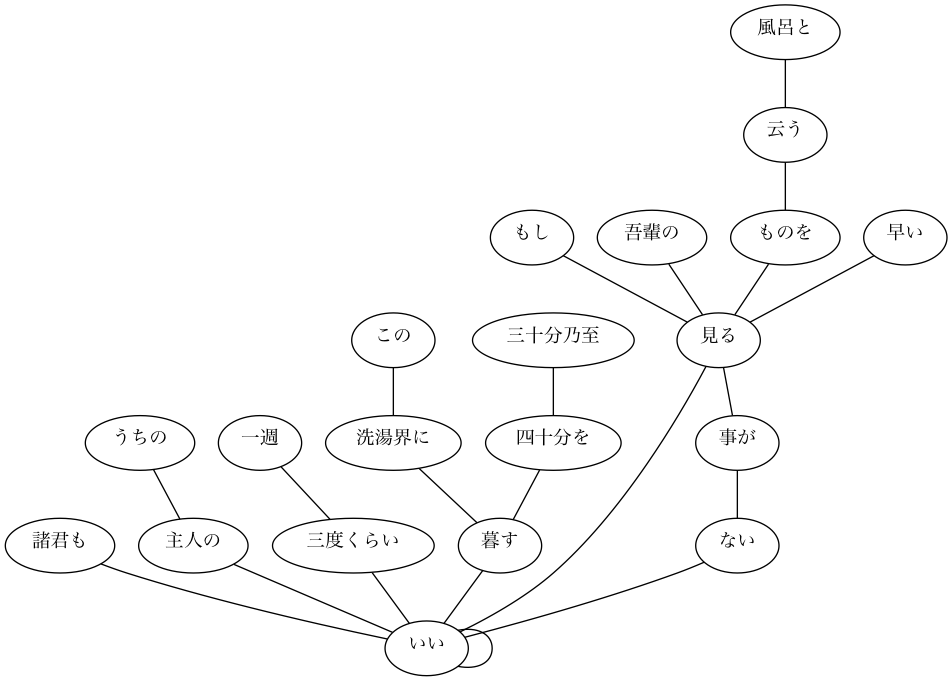 風呂と
云う
もし
吾輩の
ものを
早い
この
三十分乃至
見る
うちの
一週
洗湯界に
四十分を
事が
諸君も
主人の
三度くらい
暮す
ない
いい